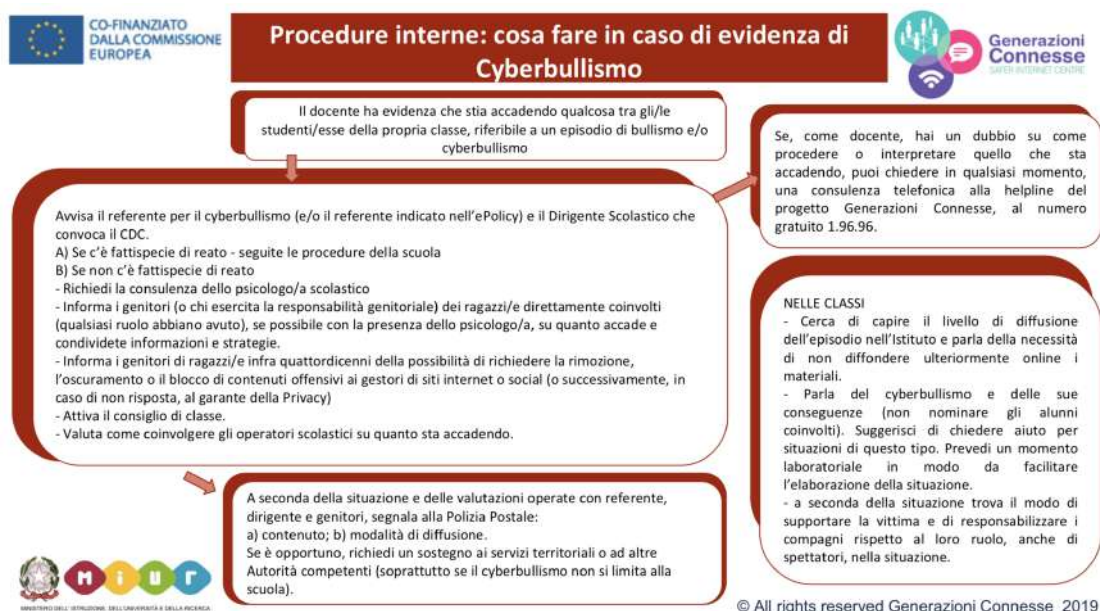 CO-FINANZIATO
DALLA COMMISSIONE
EUROPEA
Procedure interne: cosa fare in caso di evidenza di
Cyberbullismo
Generazioni
Connesse
SAFER INTERNET CENTRE
Il docente ha evidenza che stia accadendo qualcosa tra gli/le
studenti/esse della propria classe, riferibile a un episodio di bullismo e/o
cyberbullismo
Se, come docente, hai un dubbio su come
procedere o interpretare quello che sta
accadendo, puoi chiedere in qualsiasi momento,
una consulenza telefonica alla helpline del
progetto Generazioni Connesse, al numero
gratuito 1.96.96.
Avvisa il referente per il cyberbullismo (e/o il referente indicato nell'ePolicy) e il Dirigente Scolastico che
convoca il CDC.
A) Se c'è fattispecie di reato - seguite le procedure della scuola
B) Se non c'è fattispecie di reato
- Richiedi la consulenza dello psicologo/a scolastico
- Informa i genitori (o chi esercita la responsabilità genitoriale) dei ragazzi/e direttamente coinvolti
(qualsiasi ruolo abbiano avuto), se possibile con la presenza dello psicologo/a, su quanto accade e
condividete informazioni e strategie.
- Informa i genitori di ragazzi/e infra quattordicenni della possibilità di richiedere la rimozione,
l'oscuramento o il blocco di contenuti offensivi ai gestori di siti internet o social (o successivamente, in
caso di non risposta, al garante della Privacy)
- Attiva il consiglio di classe.
- Valuta come coinvolgere gli operatori scolastici su quanto sta accadendo.
NELLE CLASSI
- Cerca di capire il livello di diffusione
dell'episodio nell'Istituto e parla della necessità
di non diffondere ulteriormente online i
materiali.
- Parla del cyberbullismo e delle sue
conseguenze (non nominare gli alunni
coinvolti). Suggerisci di chiedere aiuto per
situazioni di questo tipo. Prevedi un momento
laboratoriale in modo da facilitare
l'elaborazione della situazione.
- a seconda della situazione trova il modo di
supportare la vittima e di responsabilizzare i
compagni rispetto al loro ruolo, anche di
spettatori, nella situazione.
A seconda della situazione e delle valutazioni operate con referente,
dirigente e genitori, segnala alla Polizia Postale:
a) contenuto; b) modalità di diffusione.
Se è opportuno, richiedi un sostegno ai servizi territoriali o ad altre
Autorità competenti (soprattutto se il cyberbullismo non si limita alla
scuola).
MIUR
MINISTERO DELL'ISTRUZIONE, DELL'UNIVERSITÀ E DELLA RICERCA
© All rights reserved Generazioni Connesse 2019